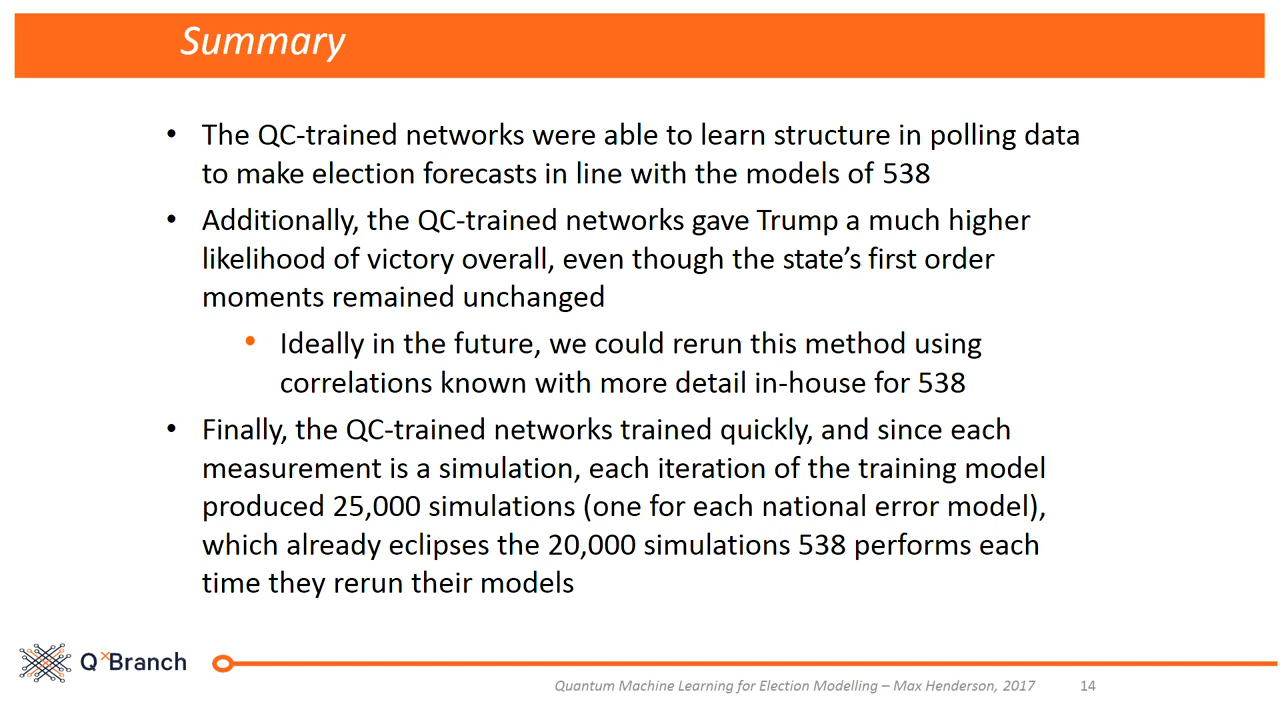 Summary
• The QC-trained networks were able to learn structure in polling data
to make election forecasts in line with the models of 538
• Additionally, the QC-trained networks gave Trump a much higher
likelihood of victory overall, even though the state’s first order
moments remained unchanged
• Ideally in the future, we could rerun this method using
correlations known with more detail in-house for 538
• Finally, the QC-trained networks trained quickly, and since each
measurement is a simulation, each iteration of the training model
produced 25,000 simulations (one for each national error model),
which already eclipses the 20,000 simulations 538 performs each
time they rerun their models
QxBranch
Quantum Machine Learning for Election Modelling – Max Henderson, 2017 14